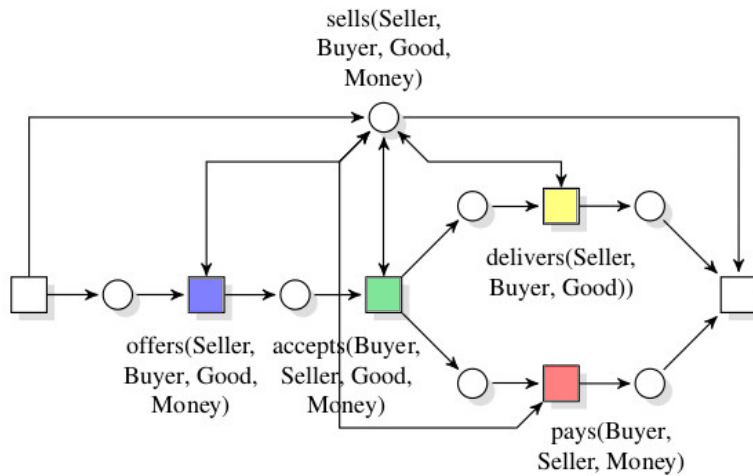 sells(Seller,
Buyer, Good,
Money)
delivers(Seller,
Buyer, Good))
offers(Seller,
Buyer, Good,
Money)
accepts(Buyer,
Seller, Good,
Money)
pays(Buyer,
Seller, Money)